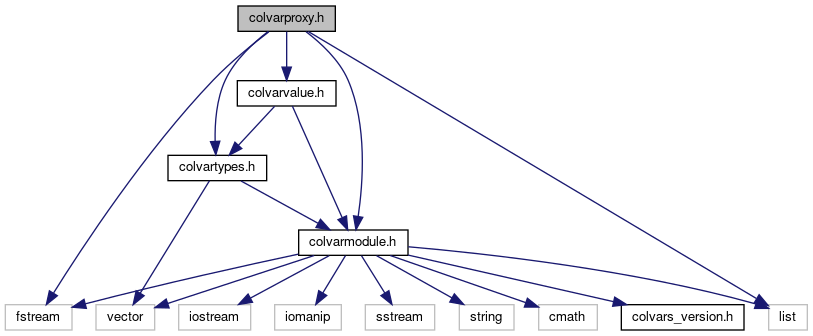 colvarproxy.h
colvarvalue.h
colvartypes.h
colvarmodule.h
fstream
vector
iostream
iomanip
sstream
string
cmath
colvars_version.h
list